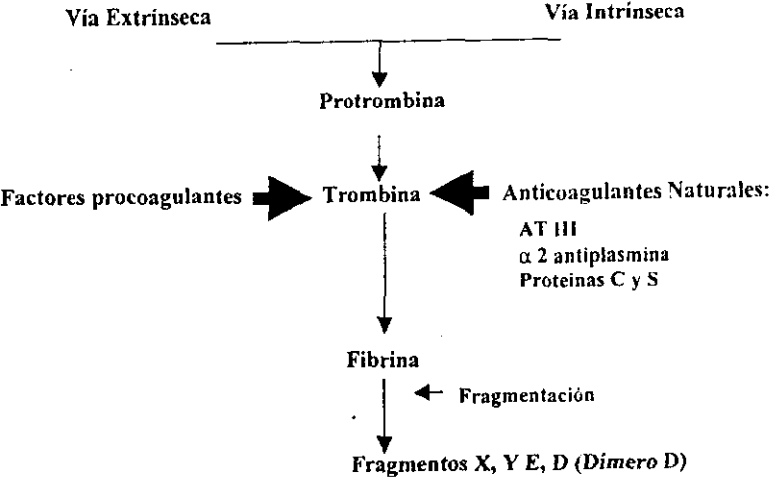 Vía Extrínseca
Vía Intrínseca
Protrombina
Factores procoagulantes
Trombina
Anticoagulantes Naturales:
AT III
α 2 antiplasmina
Proteinas C y S
Fibrina
Fragmentación
Fragmentos X, Y E, D (Dímero D)